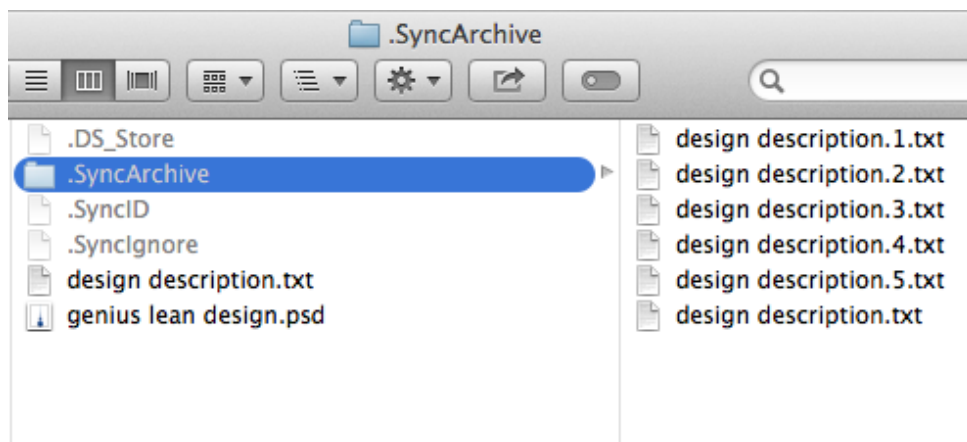 .SyncArchive
.DS_Store
.SyncArchive
.SyncID
.SyncIgnore
design description.txt
genius lean design.psd
design description.1.txt
design description.2.txt
design description.3.txt
design description.4.txt
design description.5.txt
design description.txt